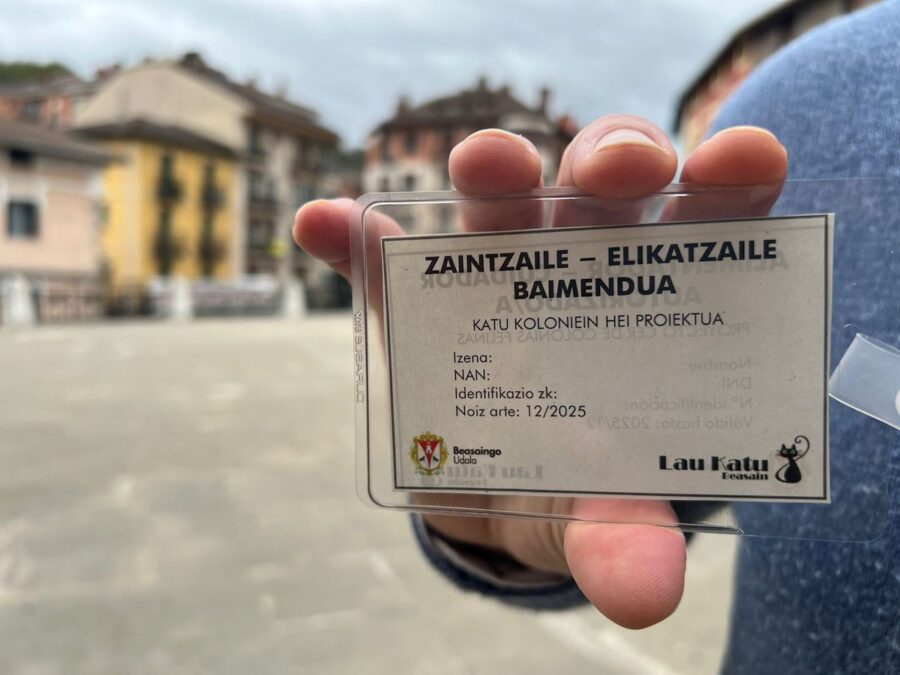 ZAINTZAILE – ELIKATZAILE
BAIMENDUA
KATU KOLONIEIN HEI PROIEKTUA
Izena:
NAN:
Identifikazio zk:
Noiz arte: 12/2025
Beasaingo
Udala
Lau Katu
Beasain